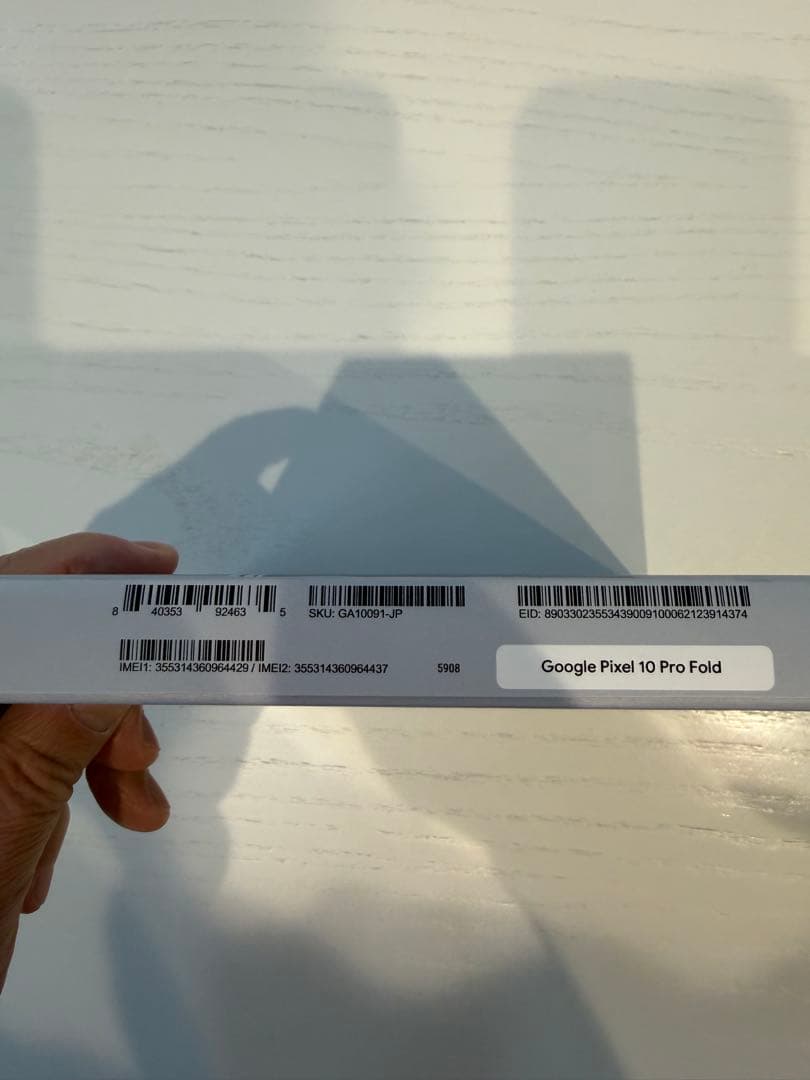 8 40353 92463 5
SKU: GA10091-JP
EID: 89033023553439009100062123914374
IMEI1: 355314360964429 / IMEI2: 355314360964437
5908
Google Pixel 10 Pro Fold